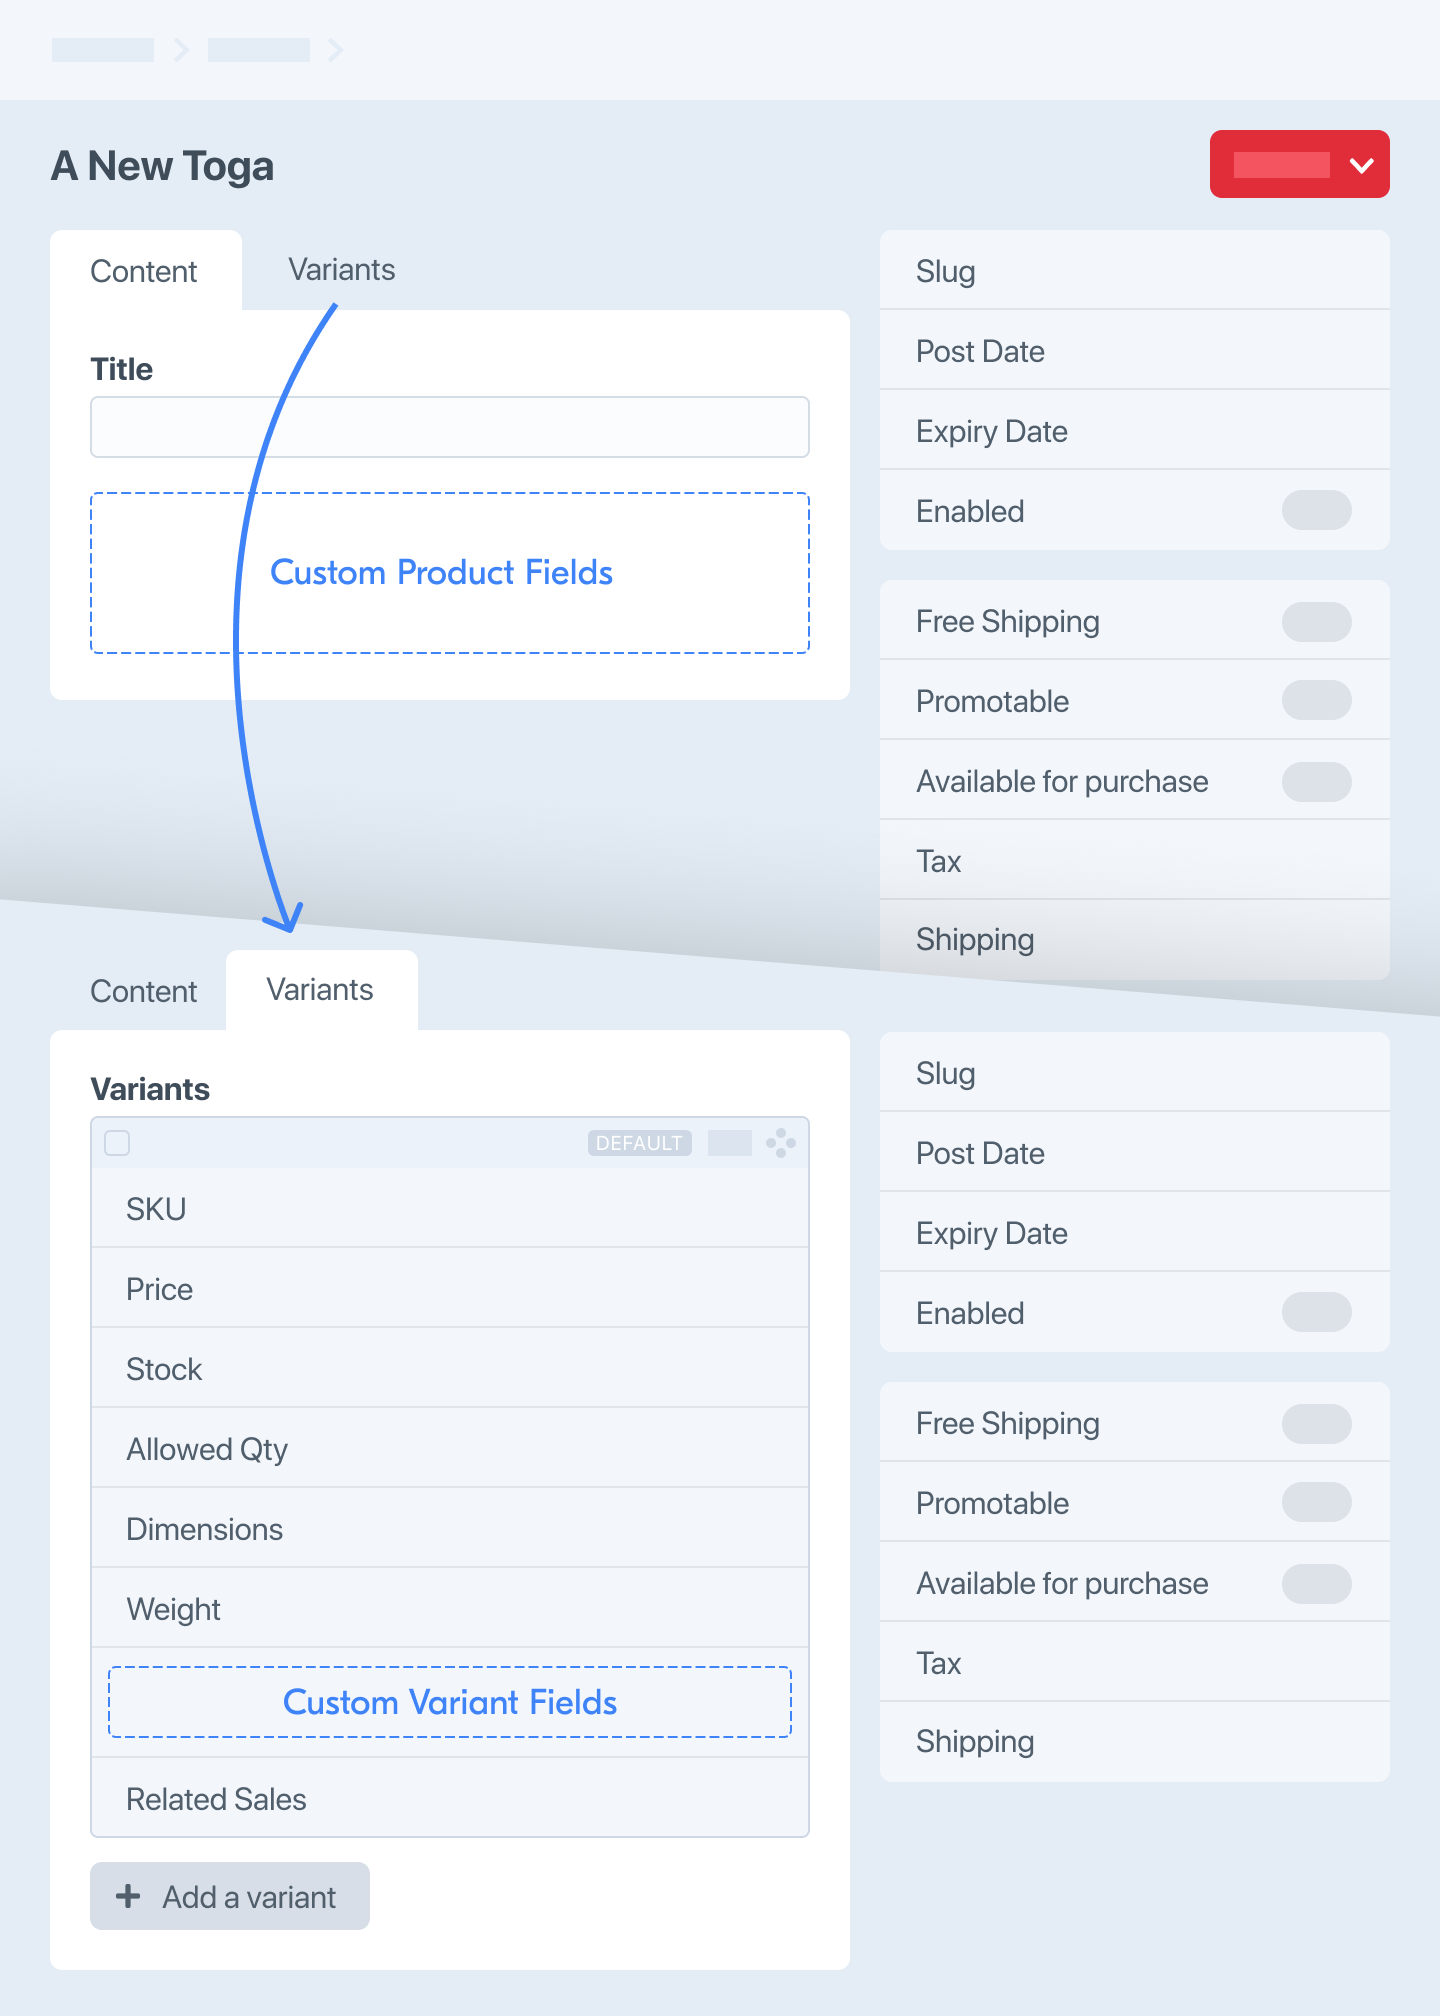 A New Toga
Content
Variants
Title
Custom Product Fields
Slug
Post Date
Expiry Date
Enabled
Free Shipping
Promotable
Available for purchase
Tax
Shipping
Content
Variants
Variants
DEFAULT
SKU
Price
Stock
Allowed Qty
Dimensions
Weight
Custom Variant Fields
Related Sales
Add a variant
Slug
Post Date
Expiry Date
Enabled
Free Shipping
Promotable
Available for purchase
Tax
Shipping